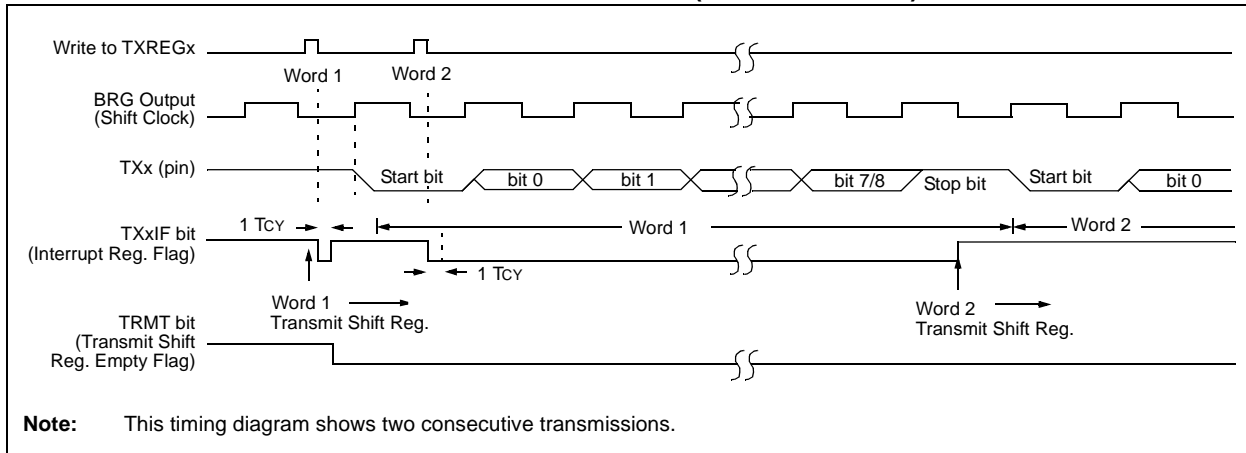 Write to TXREGx
Word 1
Word 2
BRG Output
(Shift Clock)
TXx (pin)
Start bit
bit 0
bit 1
bit 7/8
Stop bit
Start bit
bit 0
1 TCY
TXxIF bit
(Interrupt Reg. Flag)
Word 1
Word 2
1 TCY
Word 1
Transmit Shift Reg.
Word 2
Transmit Shift Reg.
TRMT bit
(Transmit Shift
Reg. Empty Flag)
Note: This timing diagram shows two consecutive transmissions.